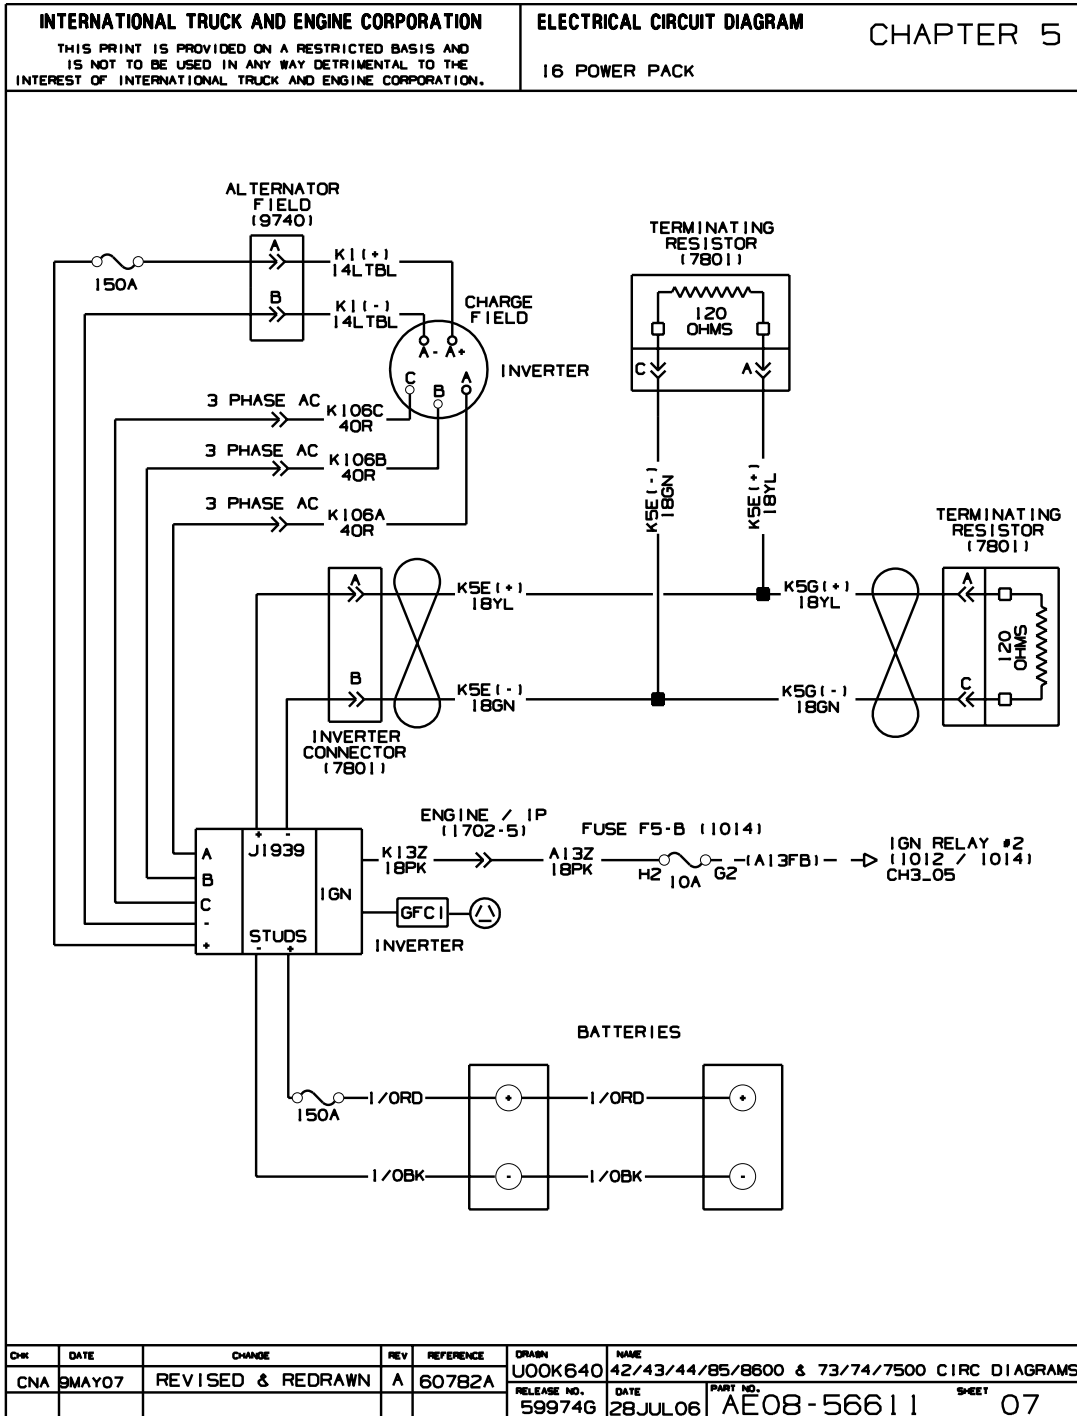 INTERNATIONAL TRUCK AND ENGINE CORPORATION
THIS PRINT IS PROVIDED ON A RESTRICTED BASIS AND
IS NOT TO BE USED IN ANY WAY DETRIMENTAL TO THE
INTEREST OF INTERNATIONAL TRUCK AND ENGINE CORPORATION.
ELECTRICAL CIRCUIT DIAGRAM
16 POWER PACK
CHAPTER 5
ALTERNATOR
FIELD
(9740)
A
B
150A
K1(+)
14LTBL
K1(-)
14LTBL
CHARGE
FIELD
A- A+
C B A
INVERTER
3 PHASE AC
K106C
40R
3 PHASE AC
K106B
40R
3 PHASE AC
K106A
40R
TERMINATING
RESISTOR
(7801)
120
OHMS
C A
K5E(-)
18GN
K5E(+)
18YL
TERMINATING
RESISTOR
(7801)
A
120
OHMS
C
A
B
K5E(+)
18YL
K5G(+)
18YL
K5E(-)
18GN
K5G(-)
18GN
INVERTER
CONNECTOR
(7801)
+ -
J1939
A
B
C
-
+
IGN
STUDS
- +
K13Z
18PK
ENGINE / IP
(1702-5)
A13Z
18PK
FUSE F5-B (1014)
H2 10A G2
(A13FB)
IGN RELAY #2
(1012 / 1014)
CH3_05
GFCI
INVERTER
BATTERIES
150A
1/0RD
+
1/0RD
+
1/0BK
-
1/0BK
-
CHK DATE CHANGE REV REFERENCE
CNA 9MAY07 REVISED & REDRAWN A 60782A
DRAWN
U00K640
NAME
42/43/44/85/8600 & 73/74/7500 CIRC DIAGRAMS
RELEASE NO.
59974G
DATE
28JUL06
PART NO.
AE08-56611
SHEET
07